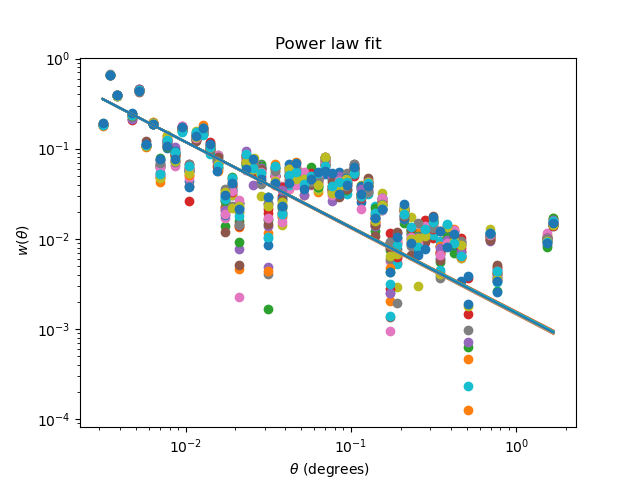 Power law fit
10⁰
10⁻¹
10⁻²
10⁻³
10⁻⁴
w(θ)
10⁻² 10⁻¹ 10⁰
θ (degrees)